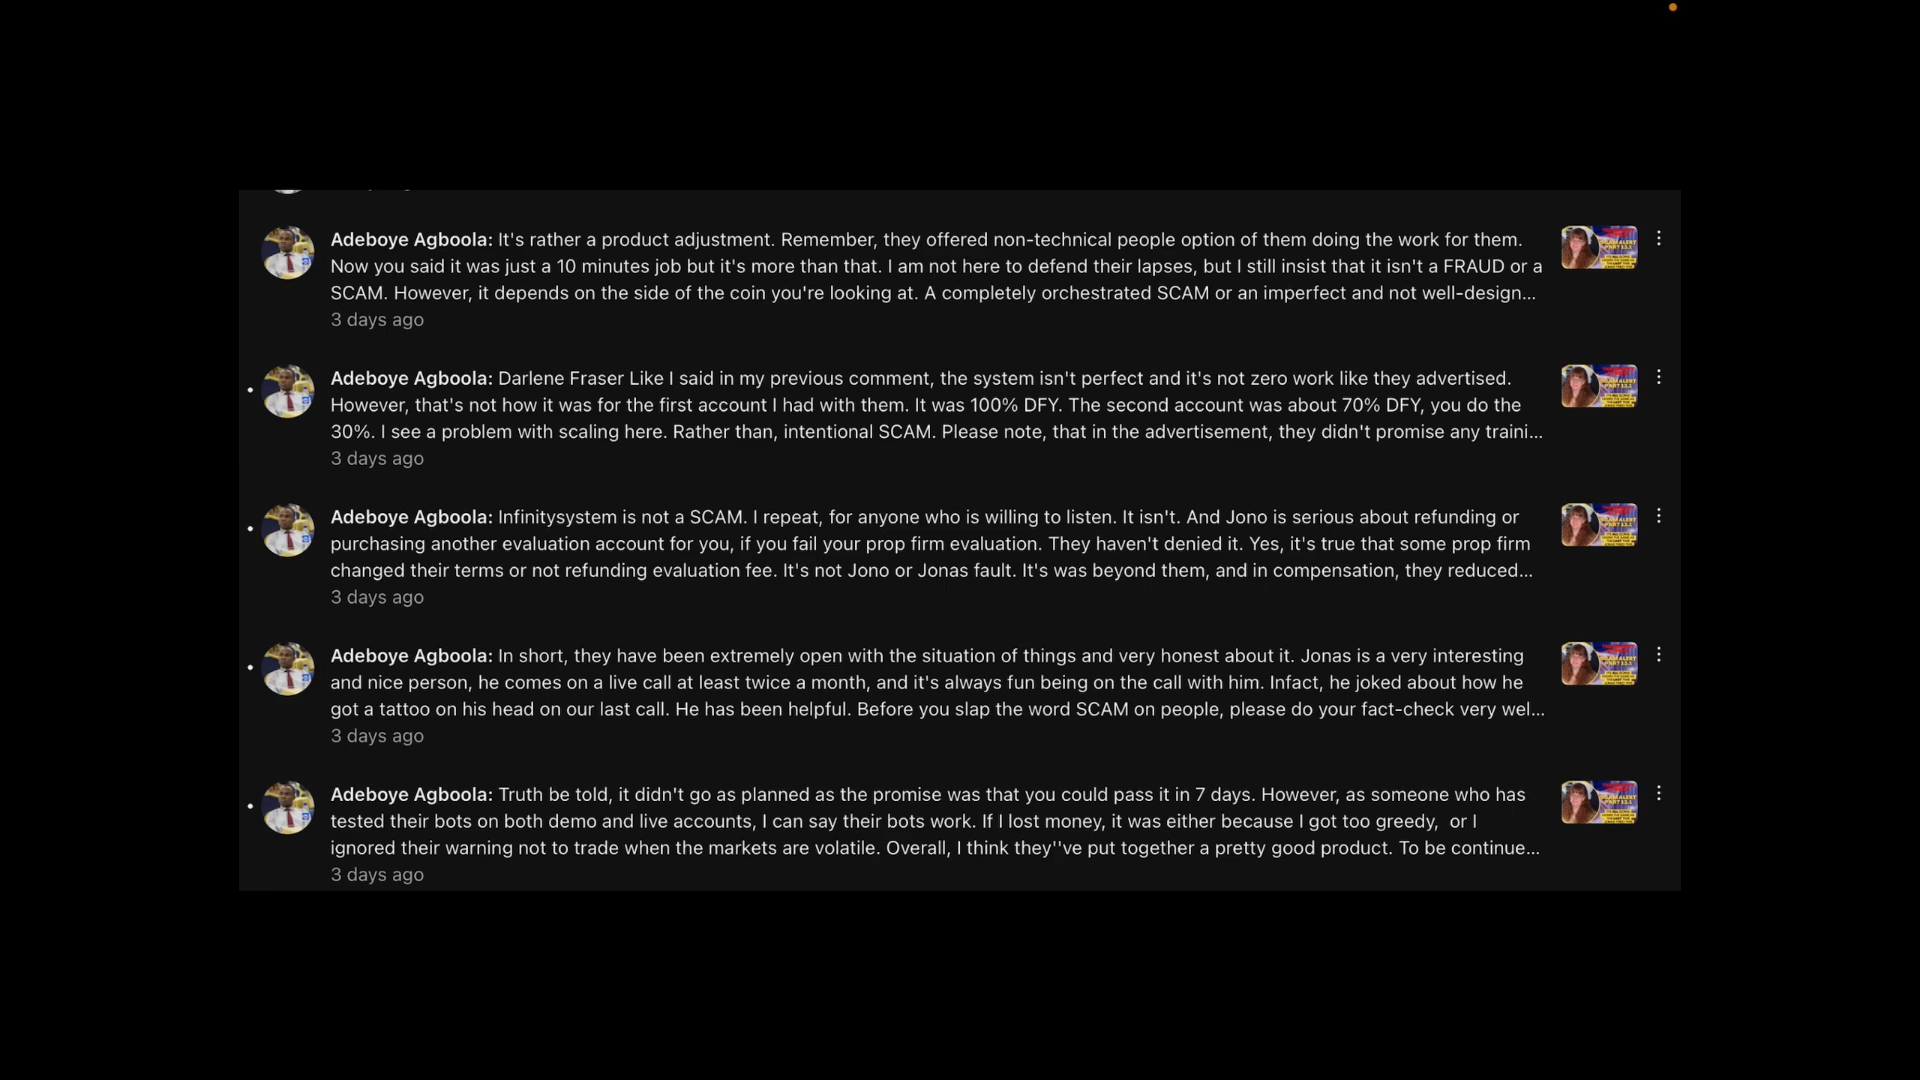 Adeboye Agboola: It's rather a product adjustment. Remember, they offered non-technical people option of them doing the work for them.
Now you said it was just a 10 minutes job but it's more than that. I am not here to defend their lapses, but I still insist that it isn't a FRAUD or a
SCAM. However, it depends on the side of the coin you're looking at. A completely orchestrated SCAM or an imperfect and not well-design...
3 days ago
Adeboye Agboola: Darlene Fraser Like I said in my previous comment, the system isn't perfect and it's not zero work like they advertised.
However, that's not how it was for the first account I had with them. It was 100% DFY. The second account was about 70% DFY, you do the
30%. I see a problem with scaling here. Rather than, intentional SCAM. Please note, that in the advertisement, they didn't promise any traini...
3 days ago
Adeboye Agboola: Infinitysystem is not a SCAM. I repeat, for anyone who is willing to listen. It isn't. And Jono is serious about refunding or
purchasing another evaluation account for you, if you fail your prop firm evaluation. They haven't denied it. Yes, it's true that some prop firm
changed their terms or not refunding evaluation fee. It's not Jono or Jonas fault. It's was beyond them, and in compensation, they reduced...
3 days ago
Adeboye Agboola: In short, they have been extremely open with the situation of things and very honest about it. Jonas is a very interesting
and nice person, he comes on a live call at least twice a month, and it's always fun being on the call with him. Infact, he joked about how he
got a tattoo on his head on our last call. He has been helpful. Before you slap the word SCAM on people, please do your fact-check very wel...
3 days ago
Adeboye Agboola: Truth be told, it didn't go as planned as the promise was that you could pass it in 7 days. However, as someone who has
tested their bots on both demo and live accounts, I can say their bots work. If I lost money, it was either because I got too greedy, or I
ignored their warning not to trade when the markets are volatile. Overall, I think they''ve put together a pretty good product. To be continue...
3 days ago